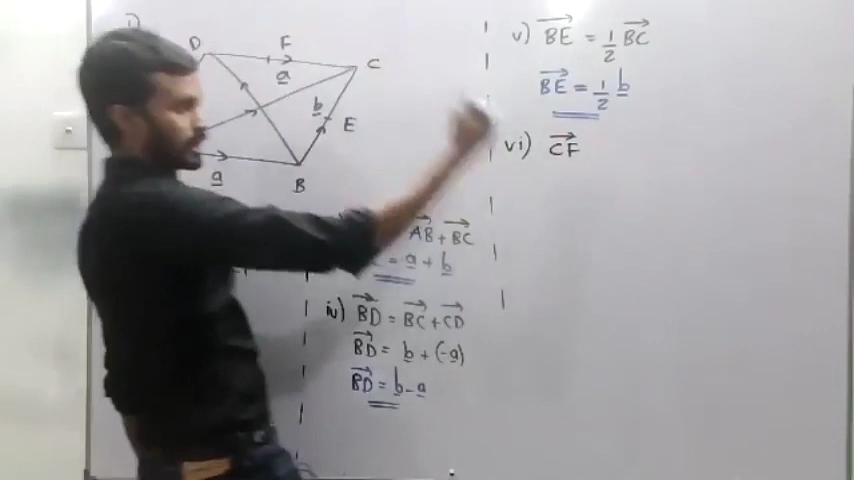 i)
D F C
a
b
E
a
B
AB + BC
= a + b
iv) BD = BC + CD
BD = b + (-a)
BD = b - a
v) BE = 1/2 BC
BE = 1/2 b
vi) CF